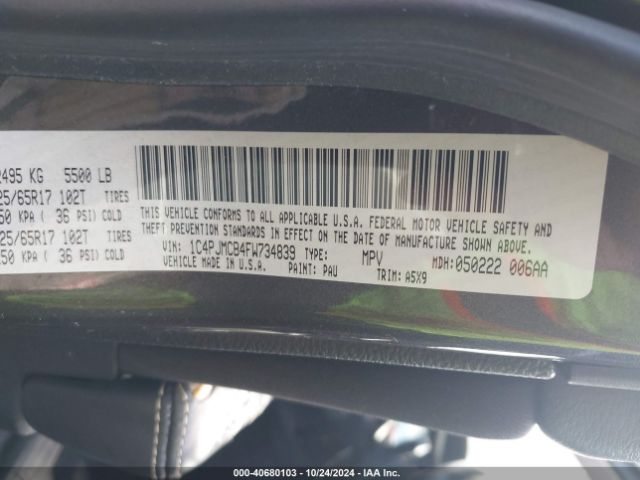 2495 KG 5500 LB
25/65R17 102T TIRES
50 KPA ( 36 PSI) COLD
25/65R17 102T TIRES
50 KPA ( 36 PSI) COLD
THIS VEHICLE CONFORMS TO ALL APPLICABLE U.S.A. FEDERAL MOTOR VEHICLE SAFETY AND
THEFT PREVENTION STANDARDS IN EFFECT ON THE DATE OF MANUFACTURE SHOWN ABOVE.
VIN: 1C4PJMCB4FW734839 TYPE: MPV MDH: 050222 006AA
VEHICLE MADE IN U.S.A. PAINT: PAU TRIM: A5X9
000-40680103 - 10/24/2024 - IAA Inc.